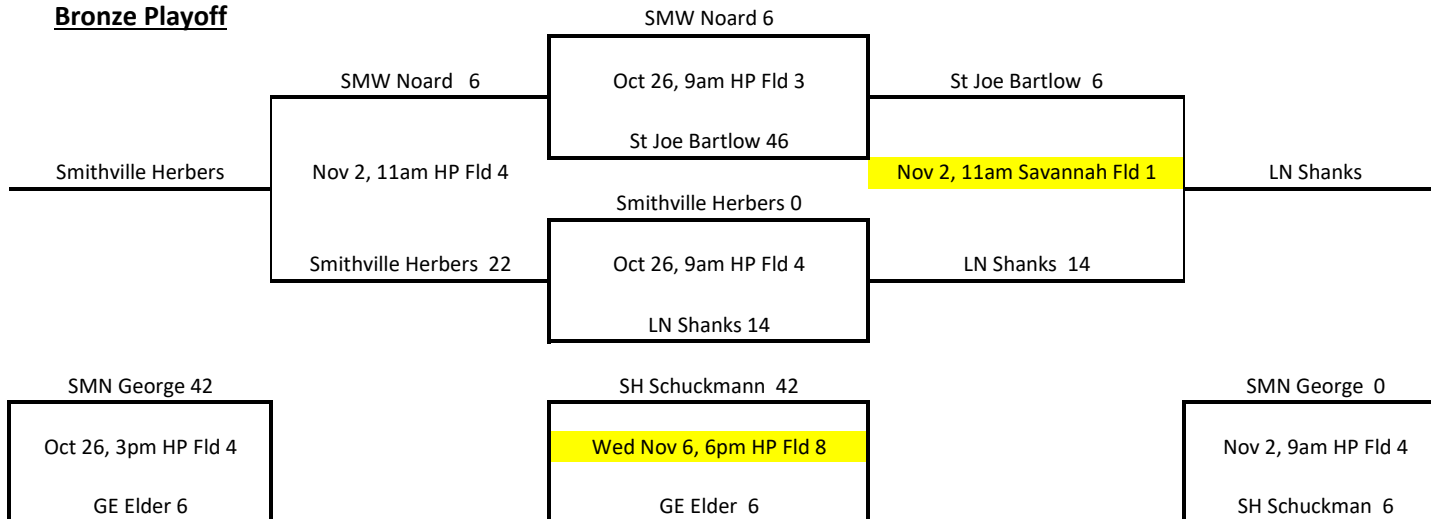 Bronze Playoff
SMW Noard 6
SMW Noard 6
Oct 26, 9am HP Fld 3
St Joe Bartlow 6
St Joe Bartlow 46
Smithville Herbers
Nov 2, 11am HP Fld 4
Nov 2, 11am Savannah Fld 1
LN Shanks
Smithville Herbers 0
Smithville Herbers 22
Oct 26, 9am HP Fld 4
LN Shanks 14
LN Shanks 14
SMN George 42
SH Schuckmann 42
SMN George 0
Oct 26, 3pm HP Fld 4
Wed Nov 6, 6pm HP Fld 8
Nov 2, 9am HP Fld 4
GE Elder 6
GE Elder 6
SH Schuckman 6